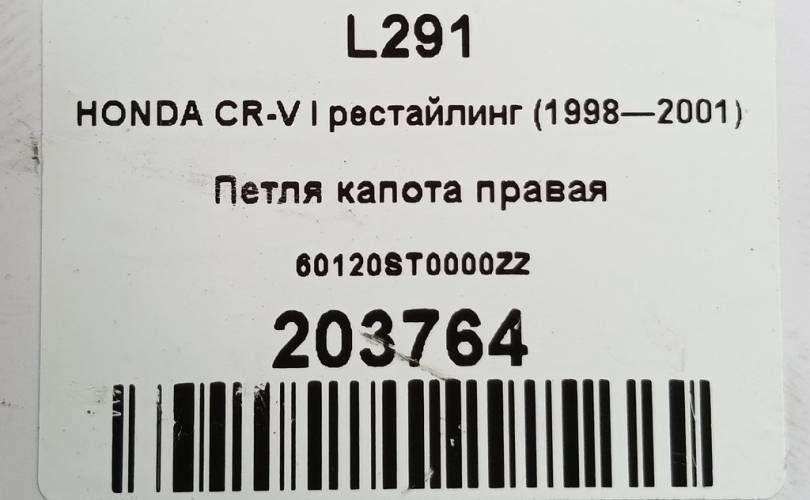 L291
HONDA CR-V I рестайлинг (1998—2001)
Петля капота правая
60120ST0000ZZ
203764